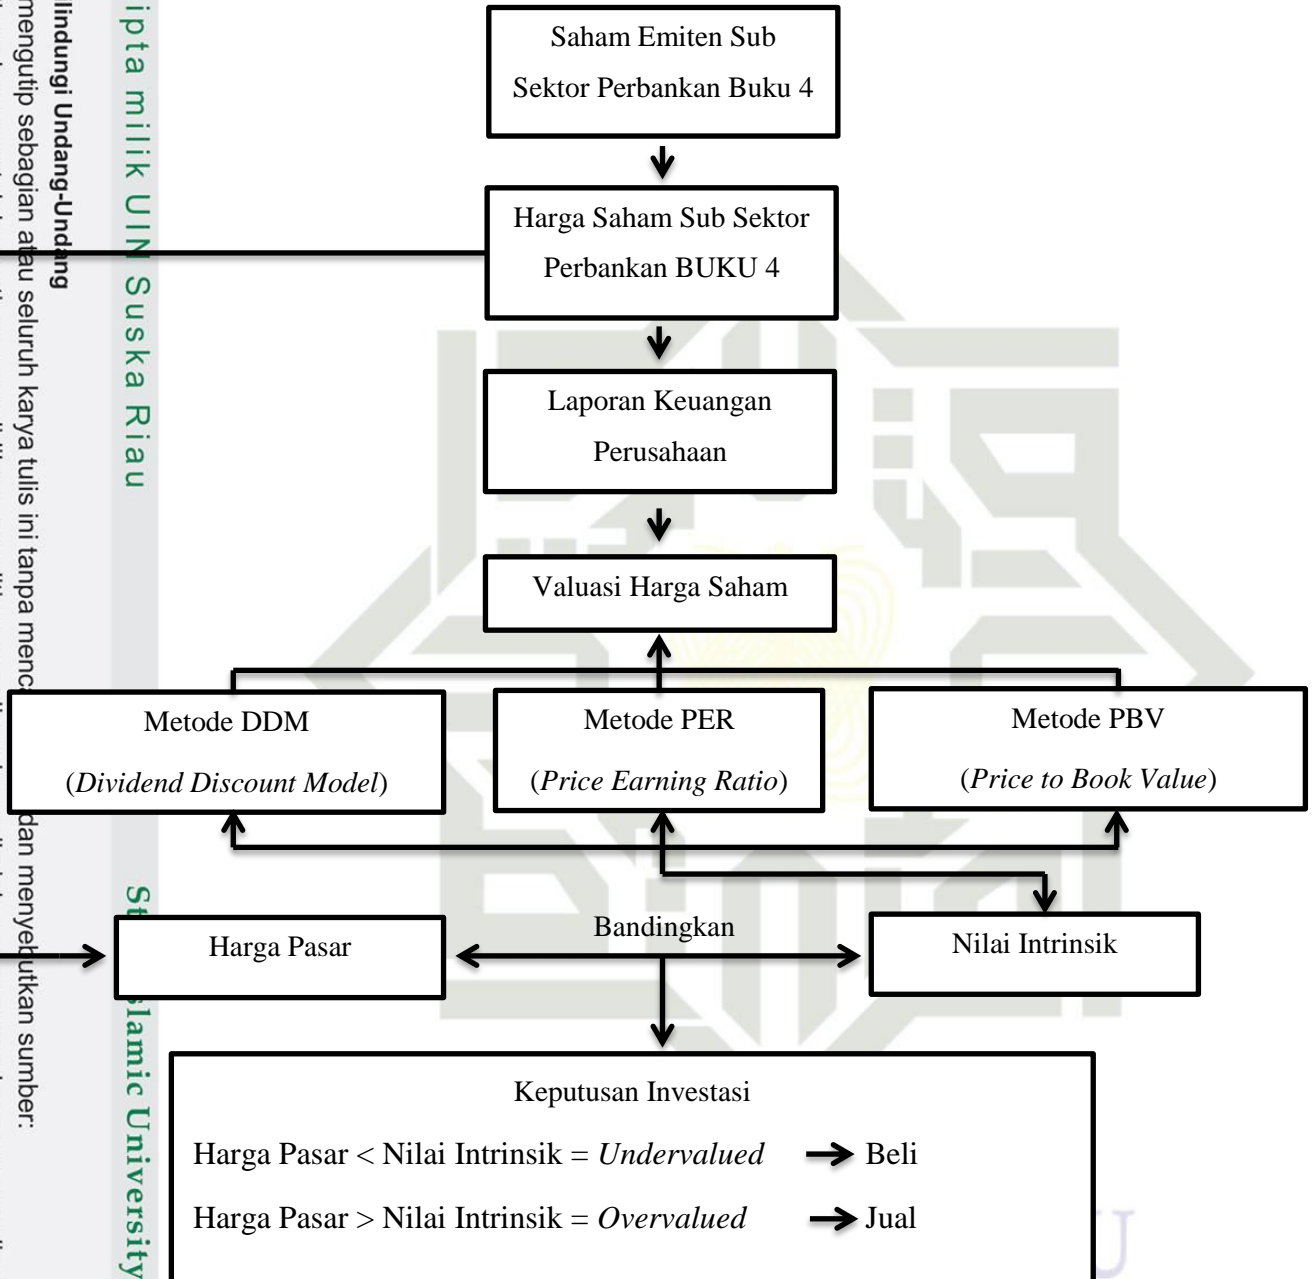 Saham Emiten Sub
Sektor Perbankan Buku 4
Harga Saham Sub Sektor
Perbankan BUKU 4
Laporan Keuangan
Perusahaan
Valuasi Harga Saham
Metode DDM
(Dividend Discount Model)
Metode PER
(Price Earning Ratio)
Metode PBV
(Price to Book Value)
Harga Pasar
Bandingkan
Nilai Intrinsik
Keputusan Investasi
Harga Pasar < Nilai Intrinsik = Undervalued → Beli
Harga Pasar > Nilai Intrinsik = Overvalued → Jual
ipta milik UIN Suska Riau
St
slamic University
lindungi Undang-Undang
mengutip sebagian atau seluruh karya tulis ini tanpa menca
dan menyebutkan sumber:
U